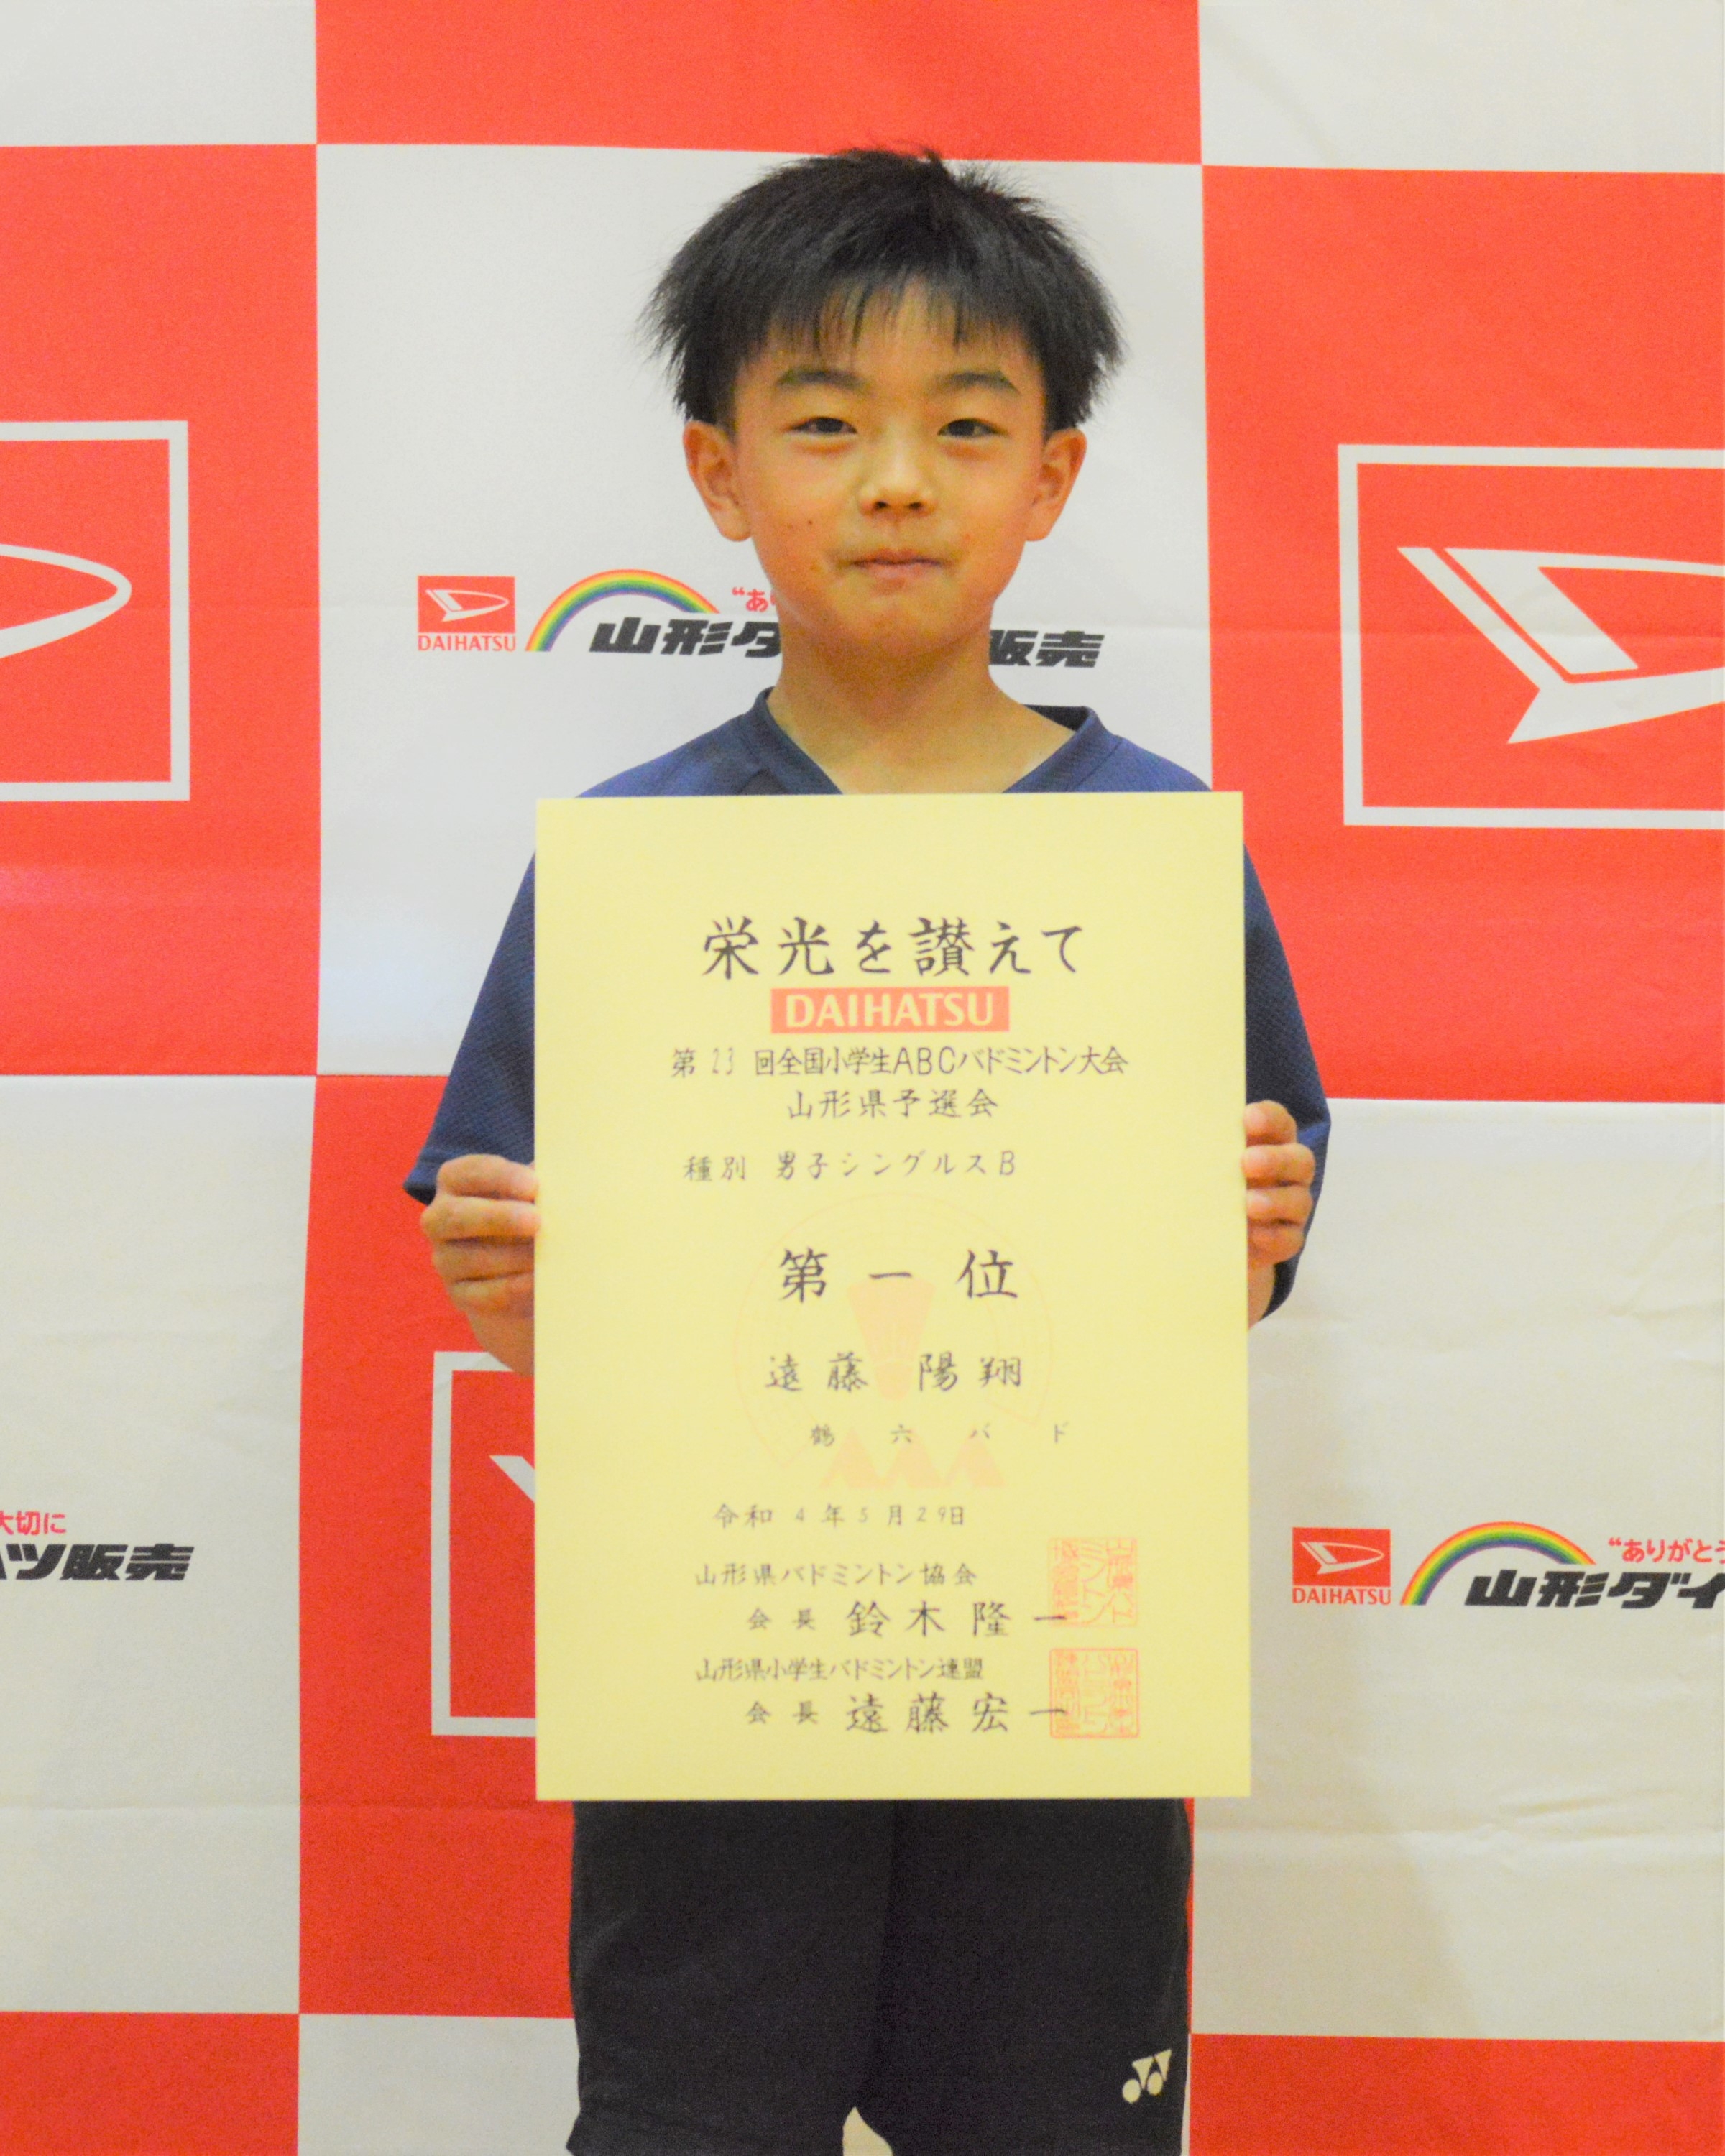 DAIHATSU
“あ
山形ダ
販売
栄光を讃えて
DAIHATSU
第23回全国小学生ABCバドミントン大会
山形県予選会
種別 男子シングルスB
第一位
遠藤 陽翔
鶴六バド
令和4年5月29日
山形県バドミントン協会
会長 鈴木隆一
山形県小学生バドミントン連盟
会長 遠藤宏一
大切に
ハツ販売
DAIHATSU
“ありがとう
山形ダイ